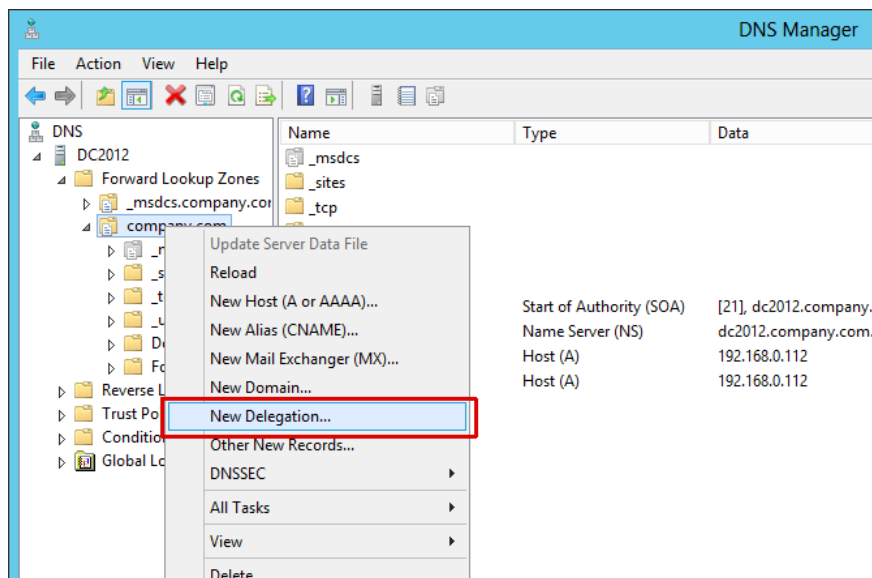 DNS Manager
File Action View Help
DNS
DC2012
Forward Lookup Zones
_msdcs.company.cor
company.com
Reverse L
Trust Po
Conditio
Global Lo
Name Type Data
_msdcs
_sites
_tcp
Start of Authority (SOA) [21], dc2012.company.
Name Server (NS) dc2012.company.com.
Host (A) 192.168.0.112
Host (A) 192.168.0.112
Update Server Data File
Reload
New Host (A or AAAA)...
New Alias (CNAME)...
New Mail Exchanger (MX)...
New Domain...
New Delegation...
Other New Records...
DNSSEC
All Tasks
View
Delete